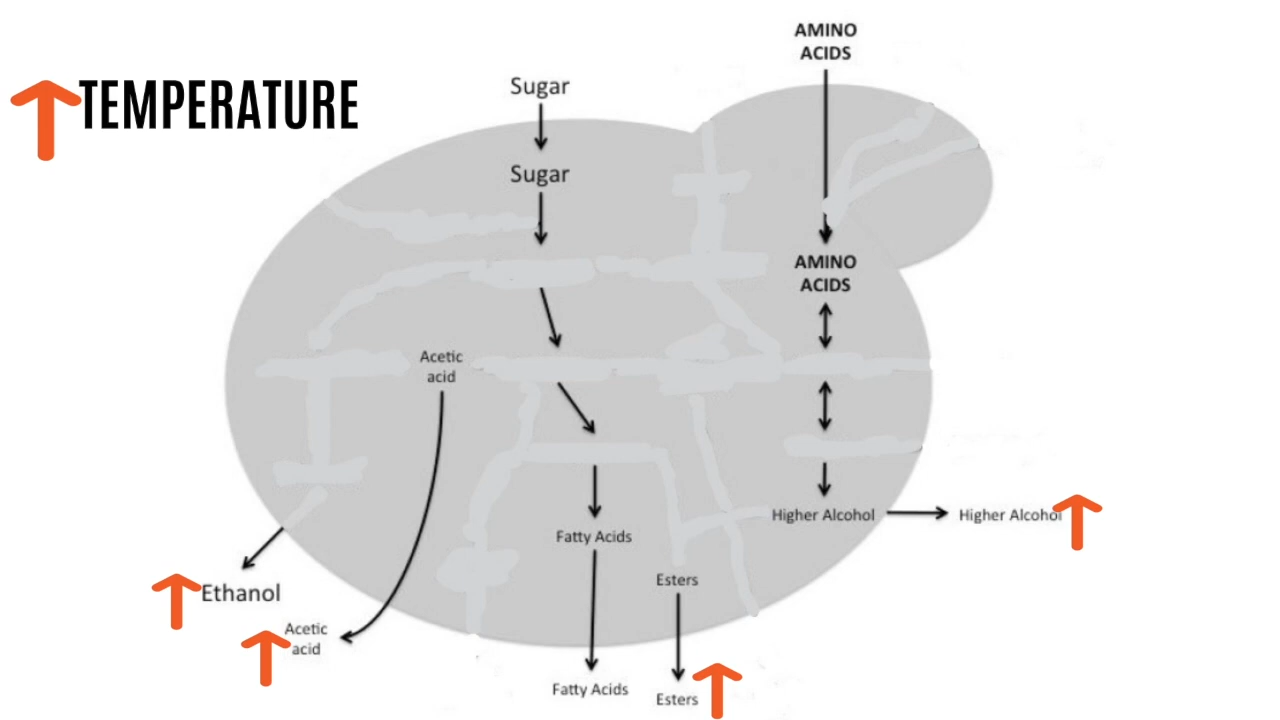 AMINO
ACIDS
TEMPERATURE
Sugar
Sugar
AMINO
ACIDS
Acetic
acid
Higher Alcohol
Higher Alcohol
Fatty Acids
Esters
Ethanol
Acetic
acid
Fatty Acids
Esters